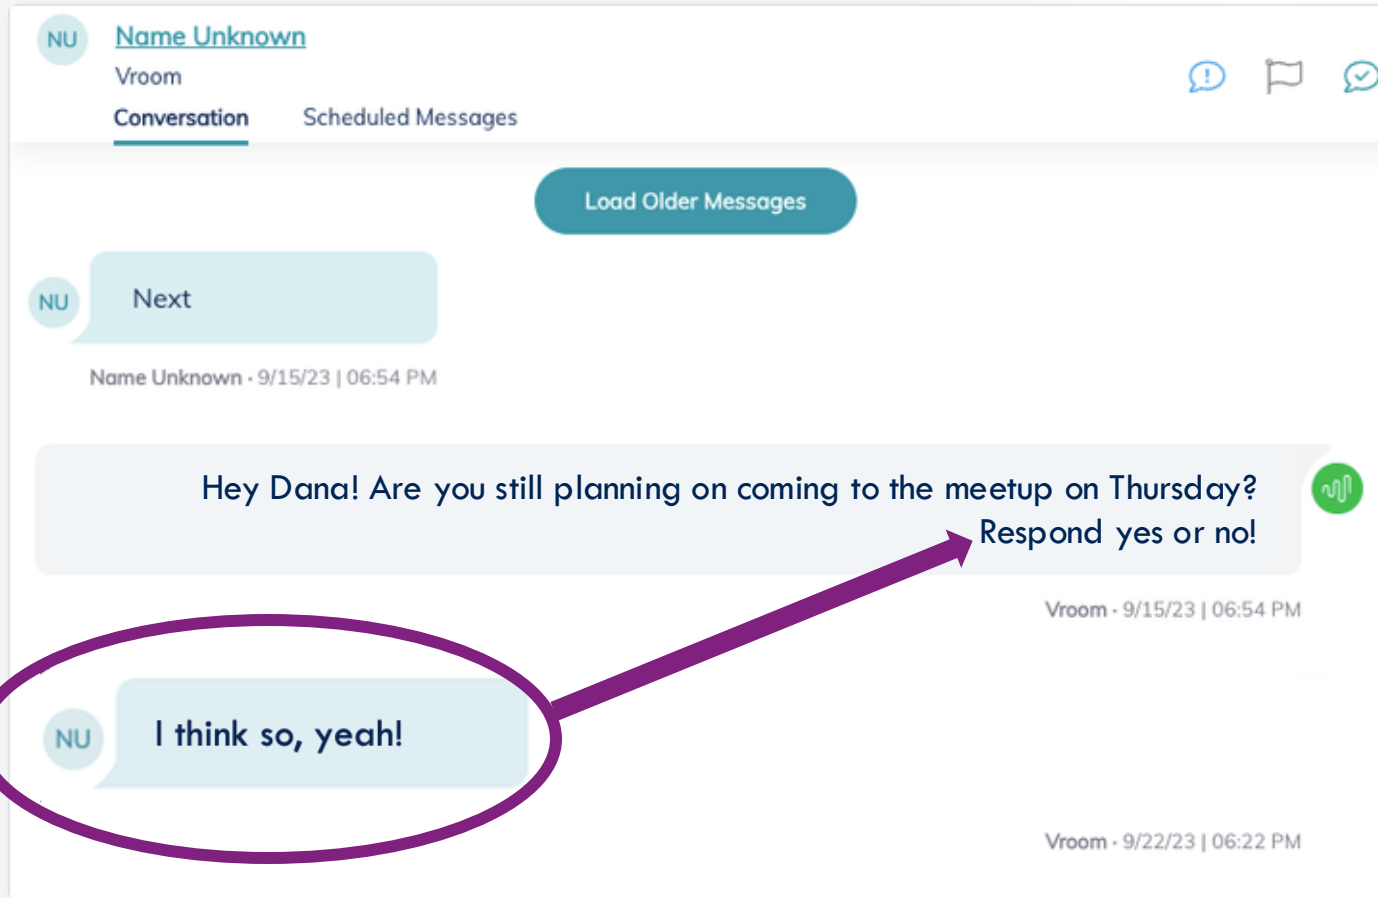 NU
Name Unknown
Vroom
Conversation
Scheduled Messages
Load Older Messages
NU
Next
Name Unknown · 9/15/23 | 06:54 PM
Hey Dana! Are you still planning on coming to the meetup on Thursday?
Respond yes or no!
Vroom · 9/15/23 | 06:54 PM
NU
I think so, yeah!
Vroom · 9/22/23 | 06:22 PM